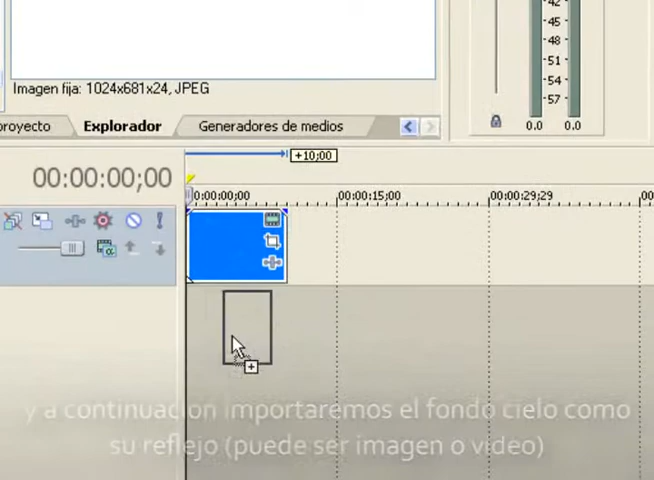 -42
-45
-48
-51
-54
-57
Imagen fija: 1024x681x24, JPEG
royecto
Explorador
Generadores de medios
0.0 0.0
+10;00
00:00:00;00
0:00:00;00
00:00:15;00
00:00:29;29
00
y a continuación importaremos el fondo cielo como
su reflejo (puede ser imagen o video)